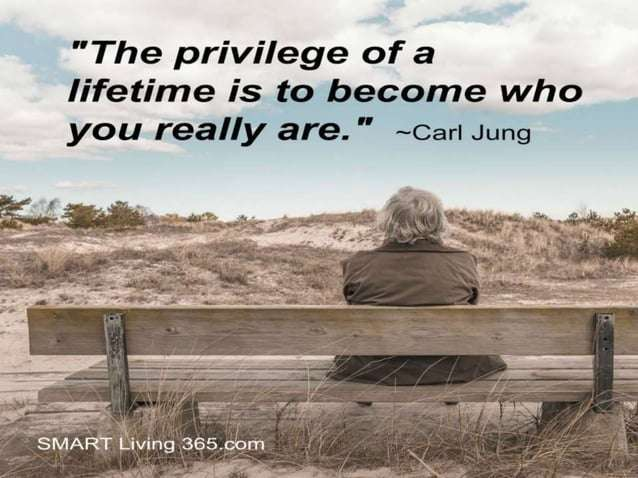 "The privilege of a
lifetime is to become who
you really are." ~Carl Jung
SMART Living 365.com